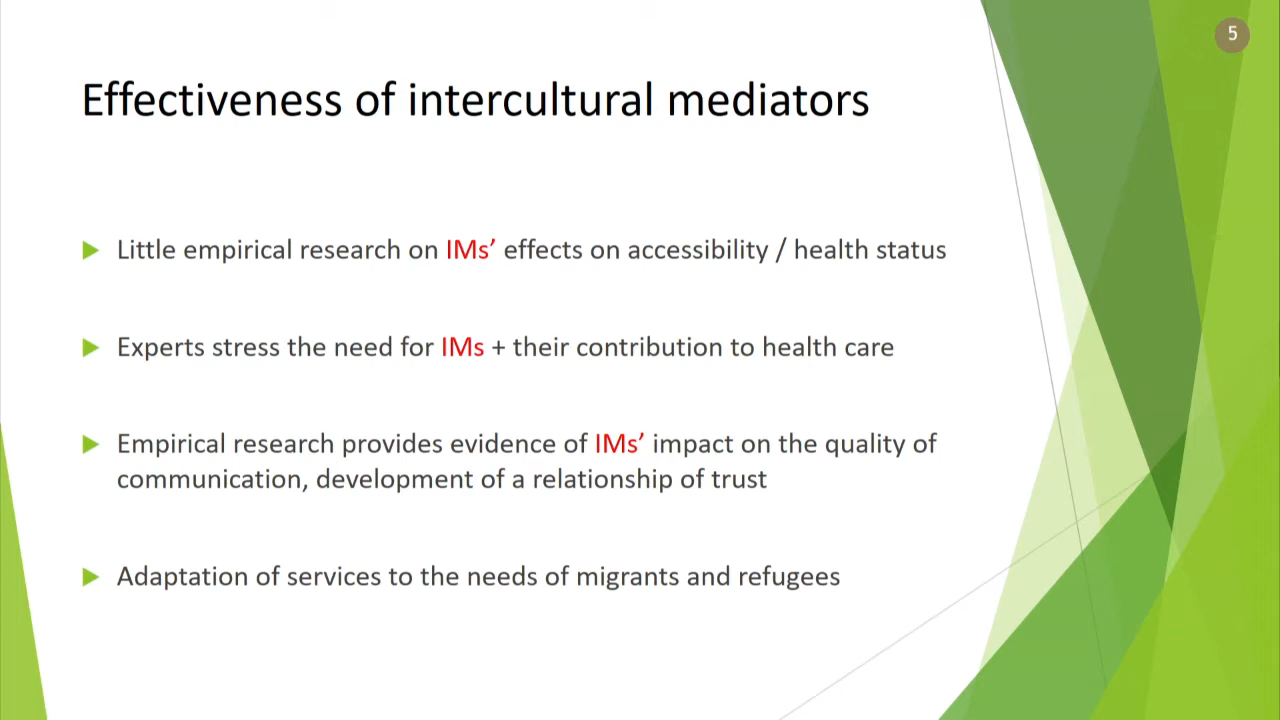 5
Effectiveness of intercultural mediators
Little empirical research on IMs’ effects on accessibility / health status
Experts stress the need for IMs + their contribution to health care
Empirical research provides evidence of IMs’ impact on the quality of
communication, development of a relationship of trust
Adaptation of services to the needs of migrants and refugees